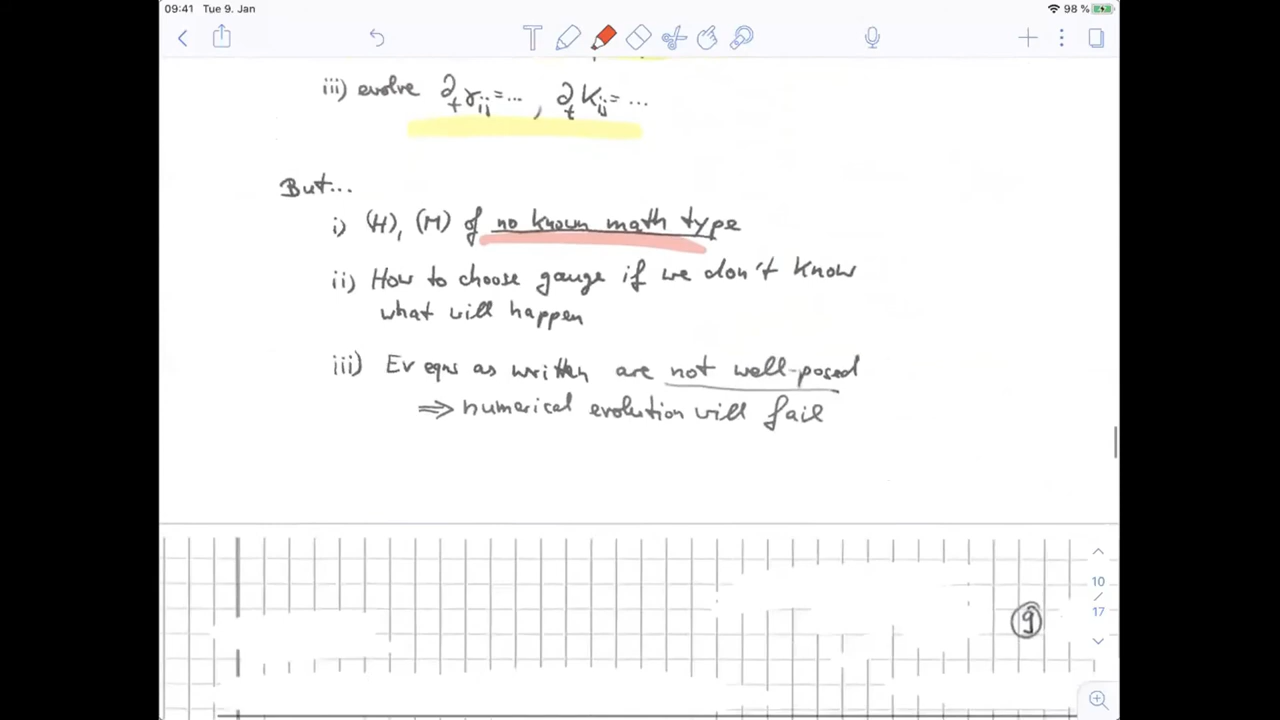 09:41 Tue 9. Jan 98 %
iii) evolve ∂ₜγᵢⱼ = ..., ∂ₜKᵢⱼ = ...
But...
i) (H), (M) of no known math type
ii) How to choose gauge if we don't know
what will happen
iii) Ev eqns as written are not well-posed
⇒ numerical evolution will fail
10
/
17
9